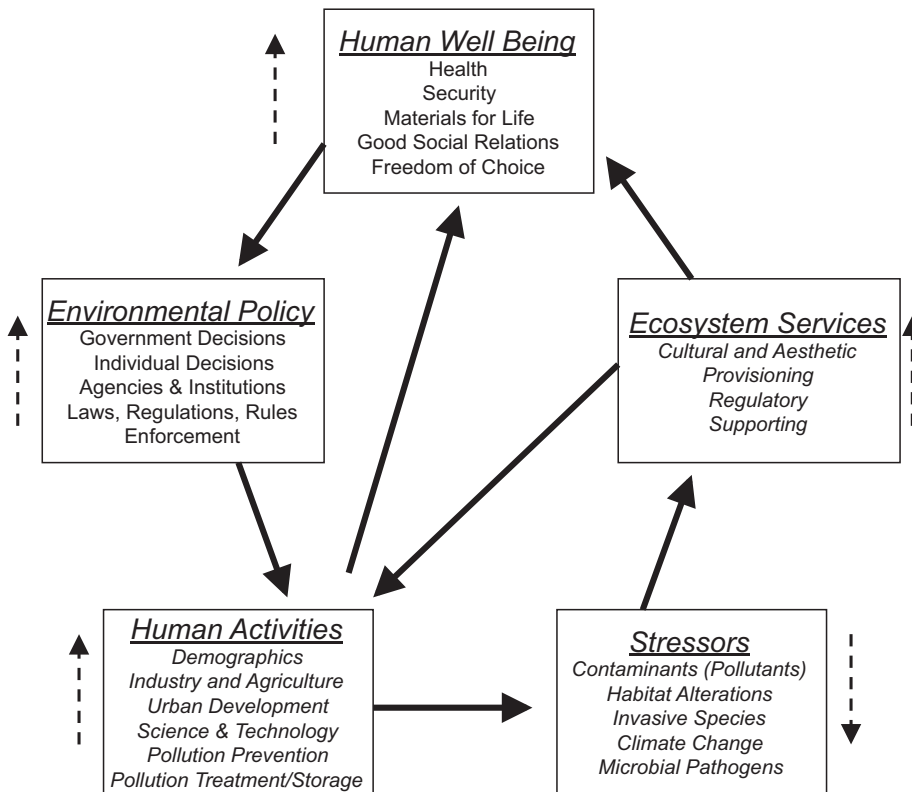 Human Well Being
Health
Security
Materials for Life
Good Social Relations
Freedom of Choice
Environmental Policy
Government Decisions
Individual Decisions
Agencies & Institutions
Laws, Regulations, Rules
Enforcement
Ecosystem Services
Cultural and Aesthetic
Provisioning
Regulatory
Supporting
Human Activities
Demographics
Industry and Agriculture
Urban Development
Science & Technology
Pollution Prevention
Pollution Treatment/Storage
Stressors
Contaminants (Pollutants)
Habitat Alterations
Invasive Species
Climate Change
Microbial Pathogens